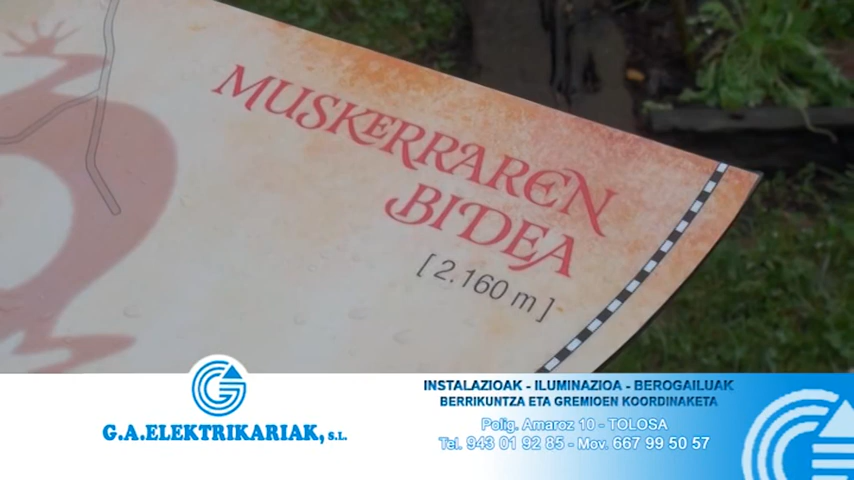 MUSKERRAREN
BIDEA
[ 2.160 m ]
G.A.ELEKTRIKARIAK, S.L.
INSTALAZIOAK - ILUMINAZIOA - BEROGAILUAK
BERRIKUNTZA ETA GREMIOEN KOORDINAKETA
Polig. Amaroz 10 - TOLOSA
Tel. 943 01 92 85 - Mov. 667 99 50 57